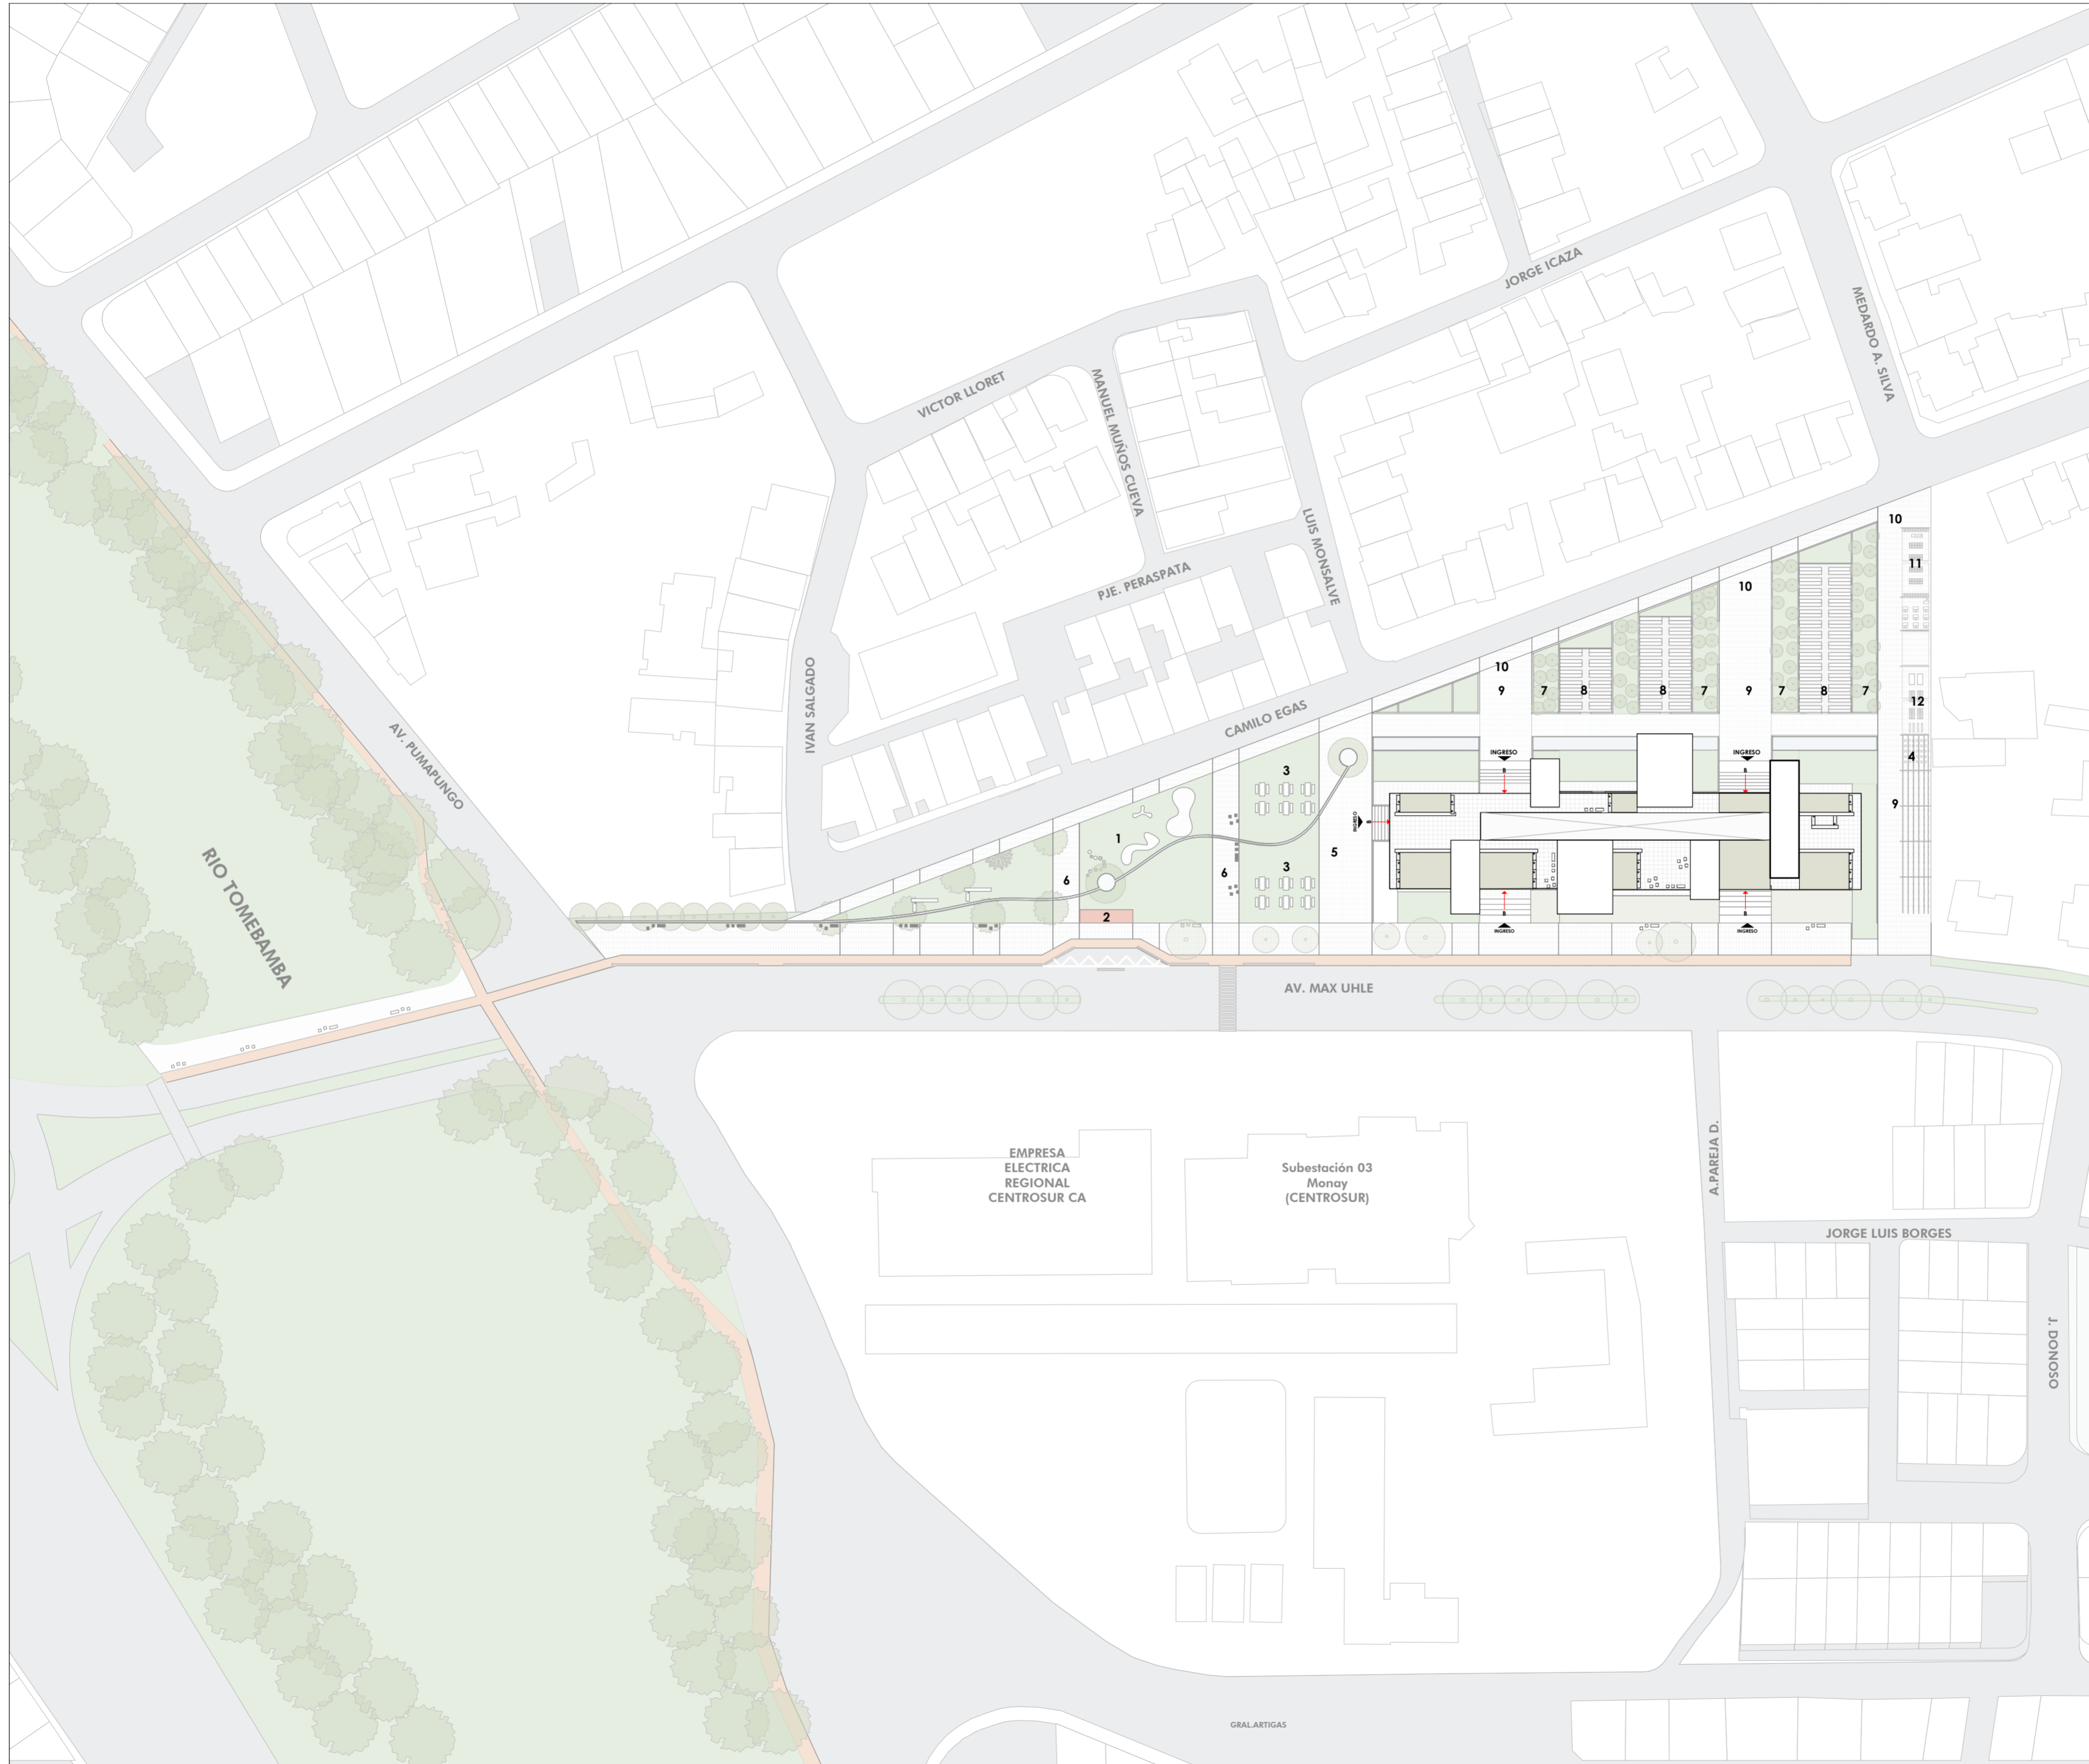 JORGE ICAZA
MEDARDO A. SILVA
VICTOR LLORET
MANUEL MUÑOS CUEVA
LUIS MONSALVE
PJE. PERASPATA
IVAN SALGADO
CAMILO EGAS
AV. PUMAPUNGO
RIO TOMEBAMBA
10
11
10
10
9
7
8
8
7
9
7
8
7
12
4
9
3
INGRESO
B
INGRESO
B
INGRESO
B
1
5
3
6
6
2
B
INGRESO
B
INGRESO
AV. MAX UHLE
EMPRESA
ELECTRICA
REGIONAL
CENTROSUR CA
Subestación 03
Monay
(CENTROSUR)
A.PAREJA D.
JORGE LUIS BORGES
J. DONOSO
GRAL.ARTIGAS